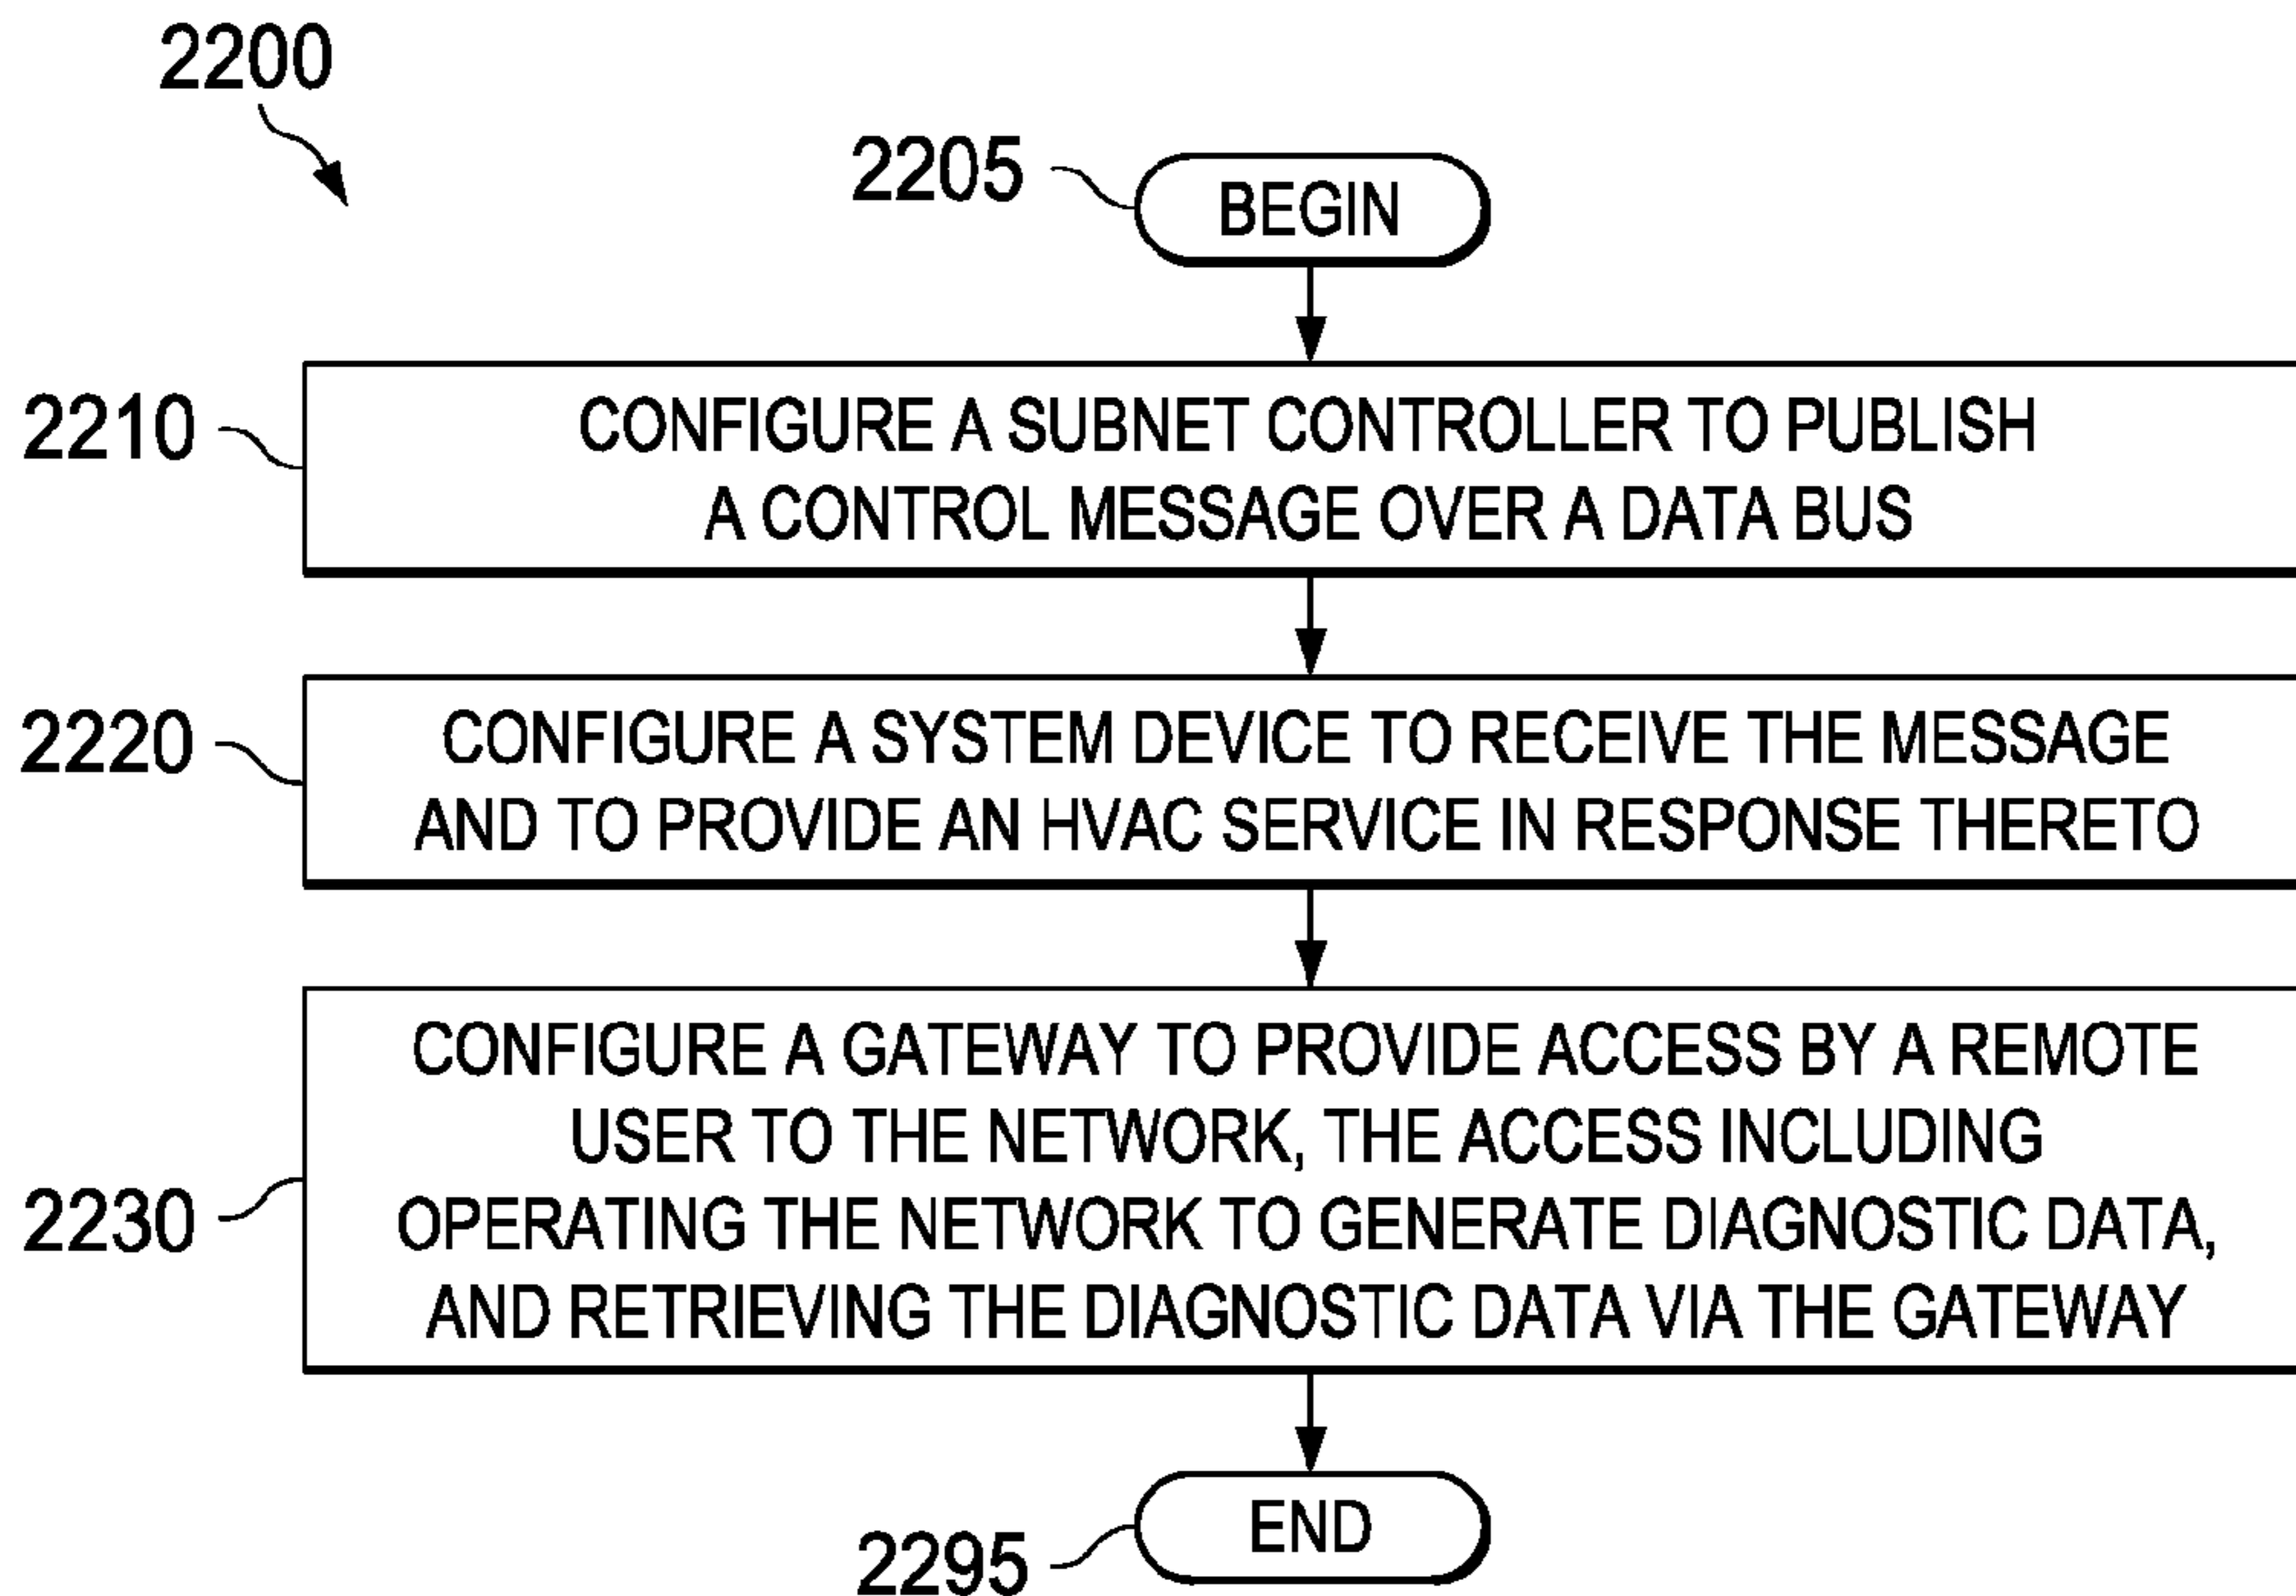 2200
2205
BEGIN
2210
CONFIGURE A SUBNET CONTROLLER TO PUBLISH
A CONTROL MESSAGE OVER A DATA BUS
2220
CONFIGURE A SYSTEM DEVICE TO RECEIVE THE MESSAGE
AND TO PROVIDE AN HVAC SERVICE IN RESPONSE THERETO
2230
CONFIGURE A GATEWAY TO PROVIDE ACCESS BY A REMOTE
USER TO THE NETWORK, THE ACCESS INCLUDING
OPERATING THE NETWORK TO GENERATE DIAGNOSTIC DATA,
AND RETRIEVING THE DIAGNOSTIC DATA VIA THE GATEWAY
2295
END